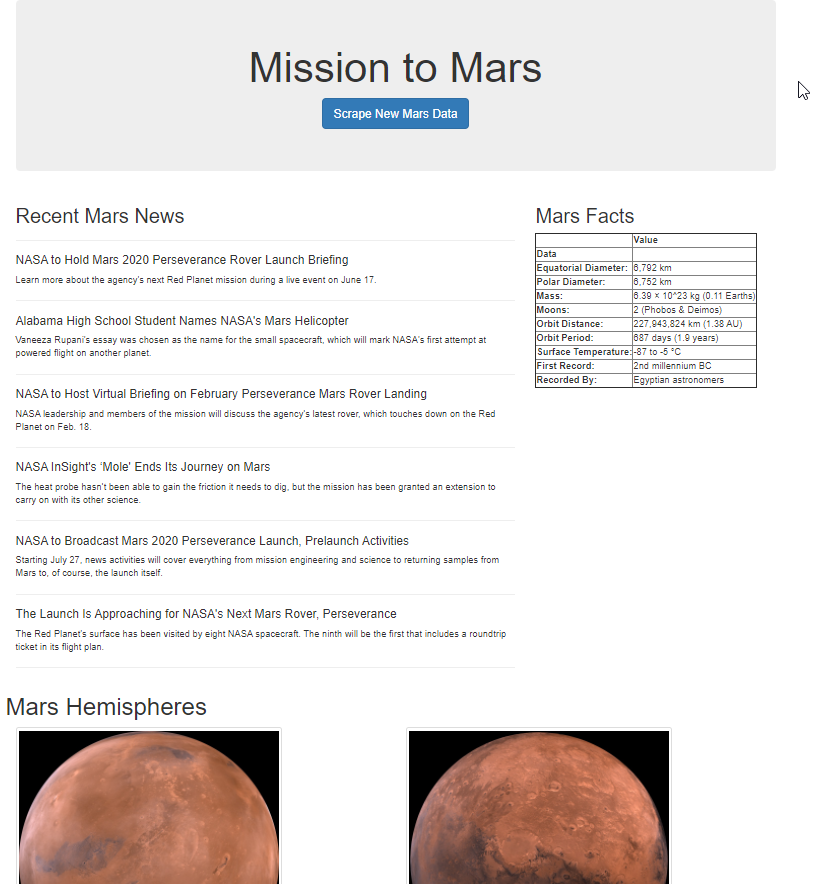 Mission to Mars
Scrape New Mars Data
Recent Mars News
NASA to Hold Mars 2020 Perseverance Rover Launch Briefing
Learn more about the agency's next Red Planet mission during a live event on June 17.
Alabama High School Student Names NASA's Mars Helicopter
Vaneeza Rupani's essay was chosen as the name for the small spacecraft, which will mark NASA's first attempt at
powered flight on another planet.
NASA to Host Virtual Briefing on February Perseverance Mars Rover Landing
NASA leadership and members of the mission will discuss the agency's latest rover, which touches down on the Red
Planet on Feb. 18.
NASA InSight's ‘Mole' Ends Its Journey on Mars
The heat probe hasn't been able to gain the friction it needs to dig, but the mission has been granted an extension to
carry on with its other science.
NASA to Broadcast Mars 2020 Perseverance Launch, Prelaunch Activities
Starting July 27, news activities will cover everything from mission engineering and science to returning samples from
Mars to, of course, the launch itself.
The Launch Is Approaching for NASA's Next Mars Rover, Perseverance
The Red Planet's surface has been visited by eight NASA spacecraft. The ninth will be the first that includes a roundtrip
ticket in its flight plan.
Mars Facts
Value
Data
Equatorial Diameter: 6,792 km
Polar Diameter: 6,752 km
Mass: 6.39 × 10^23 kg (0.11 Earths)
Moons: 2 (Phobos & Deimos)
Orbit Distance: 227,943,824 km (1.38 AU)
Orbit Period: 687 days (1.9 years)
Surface Temperature: -87 to -5 °C
First Record: 2nd millennium BC
Recorded By: Egyptian astronomers
Mars Hemispheres